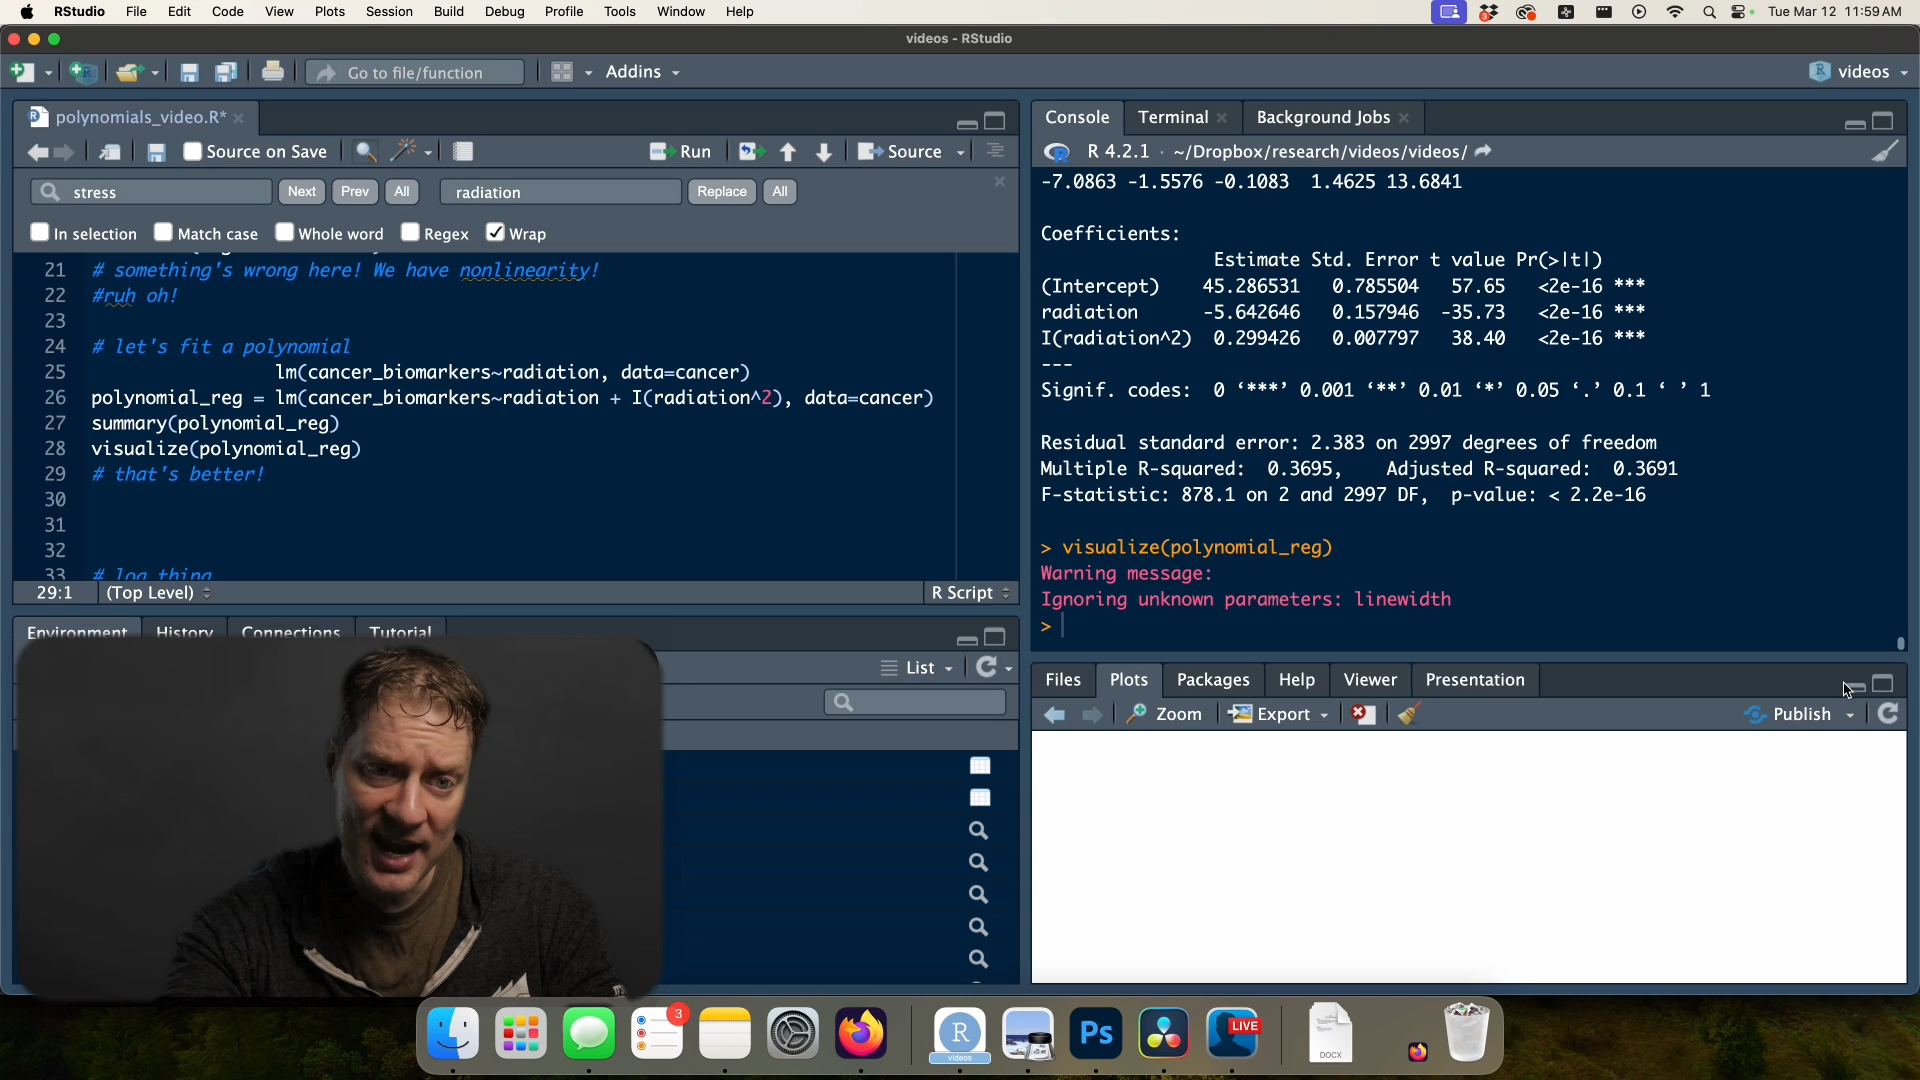 RStudio File Edit Code View Plots Session Build Debug Profile Tools Window Help
3
Tue Mar 12 11:59 AM
videos - RStudio
Go to file/function
Addins
videos
polynomials_video.R*
Source on Save
Run
Source
stress
Next
Prev
All
radiation
Replace
All
In selection
Match case
Whole word
Regex
Wrap
21 # something's wrong here! We have nonlinearity!
22 #ruh oh!
23
24 # let's fit a polynomial
25 lm(cancer_biomarkers~radiation, data=cancer)
26 polynomial_reg = lm(cancer_biomarkers~radiation + I(radiation^2), data=cancer)
27 summary(polynomial_reg)
28 visualize(polynomial_reg)
29 # that's better!
30
31
32
33 # log thing
29:1
(Top Level)
R Script
Environment
History
Connections
Tutorial
List
Console
Terminal
Background Jobs
R 4.2.1 · ~/Dropbox/research/videos/videos/
-7.0863 -1.5576 -0.1083 1.4625 13.6841
Coefficients:
Estimate Std. Error t value Pr(>|t|)
(Intercept) 45.286531 0.785504 57.65 <2e-16 ***
radiation -5.642646 0.157946 -35.73 <2e-16 ***
I(radiation^2) 0.299426 0.007797 38.40 <2e-16 ***
---
Signif. codes: 0 ‘***’ 0.001 ‘**’ 0.01 ‘*’ 0.05 ‘.’ 0.1 ‘ ’ 1
Residual standard error: 2.383 on 2997 degrees of freedom
Multiple R-squared: 0.3695, Adjusted R-squared: 0.3691
F-statistic: 878.1 on 2 and 2997 DF, p-value: < 2.2e-16
> visualize(polynomial_reg)
Warning message:
Ignoring unknown parameters: linewidth
>
Files
Plots
Packages
Help
Viewer
Presentation
Zoom
Export
Publish
3
R
videos
Ps
LIVE
DOCX